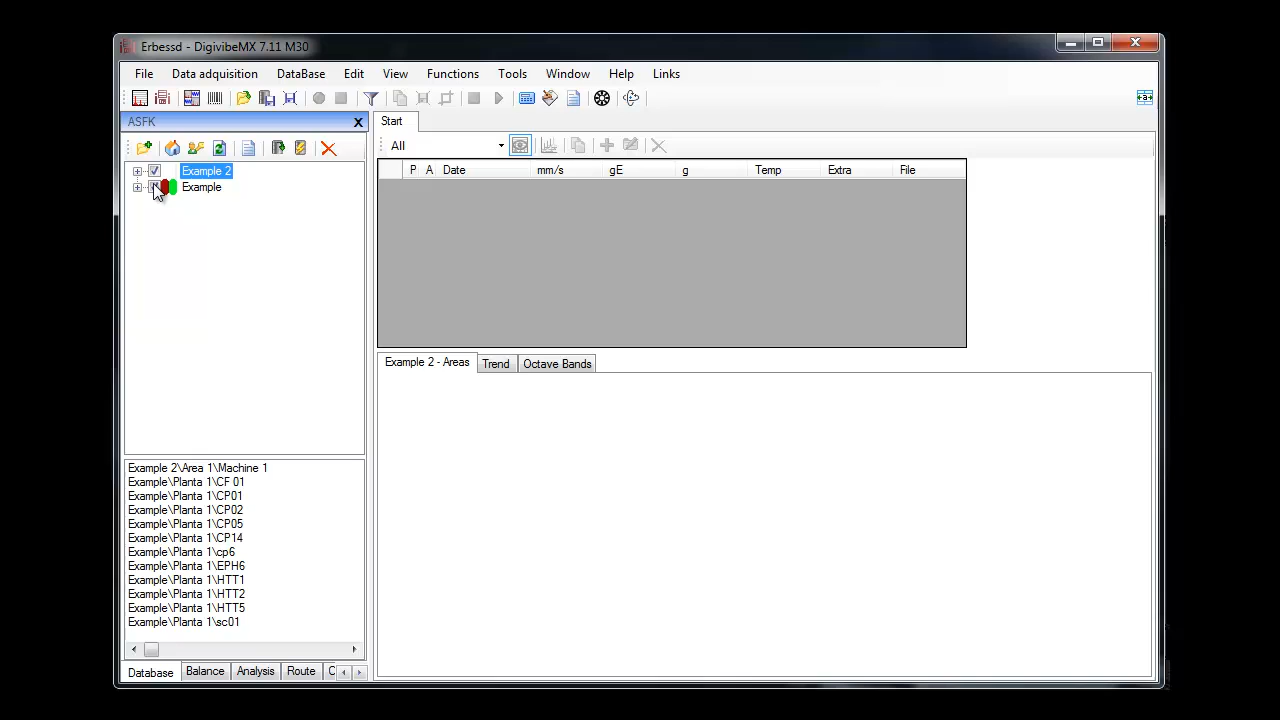 Erbessd - DigivibeMX 7.11 M30
File Data adquisition DataBase Edit View Functions Tools Window Help Links
ASFK
Start
All
P A Date mm/s gE g Temp Extra File
Example 2
Example
Example 2 - Areas Trend Octave Bands
Example 2\Area 1\Machine 1
Example\Planta 1\CF 01
Example\Planta 1\CP01
Example\Planta 1\CP02
Example\Planta 1\CP05
Example\Planta 1\CP14
Example\Planta 1\cp6
Example\Planta 1\EPH6
Example\Planta 1\HTT1
Example\Planta 1\HTT2
Example\Planta 1\HTT5
Example\Planta 1\sc01
Database Balance Analysis Route